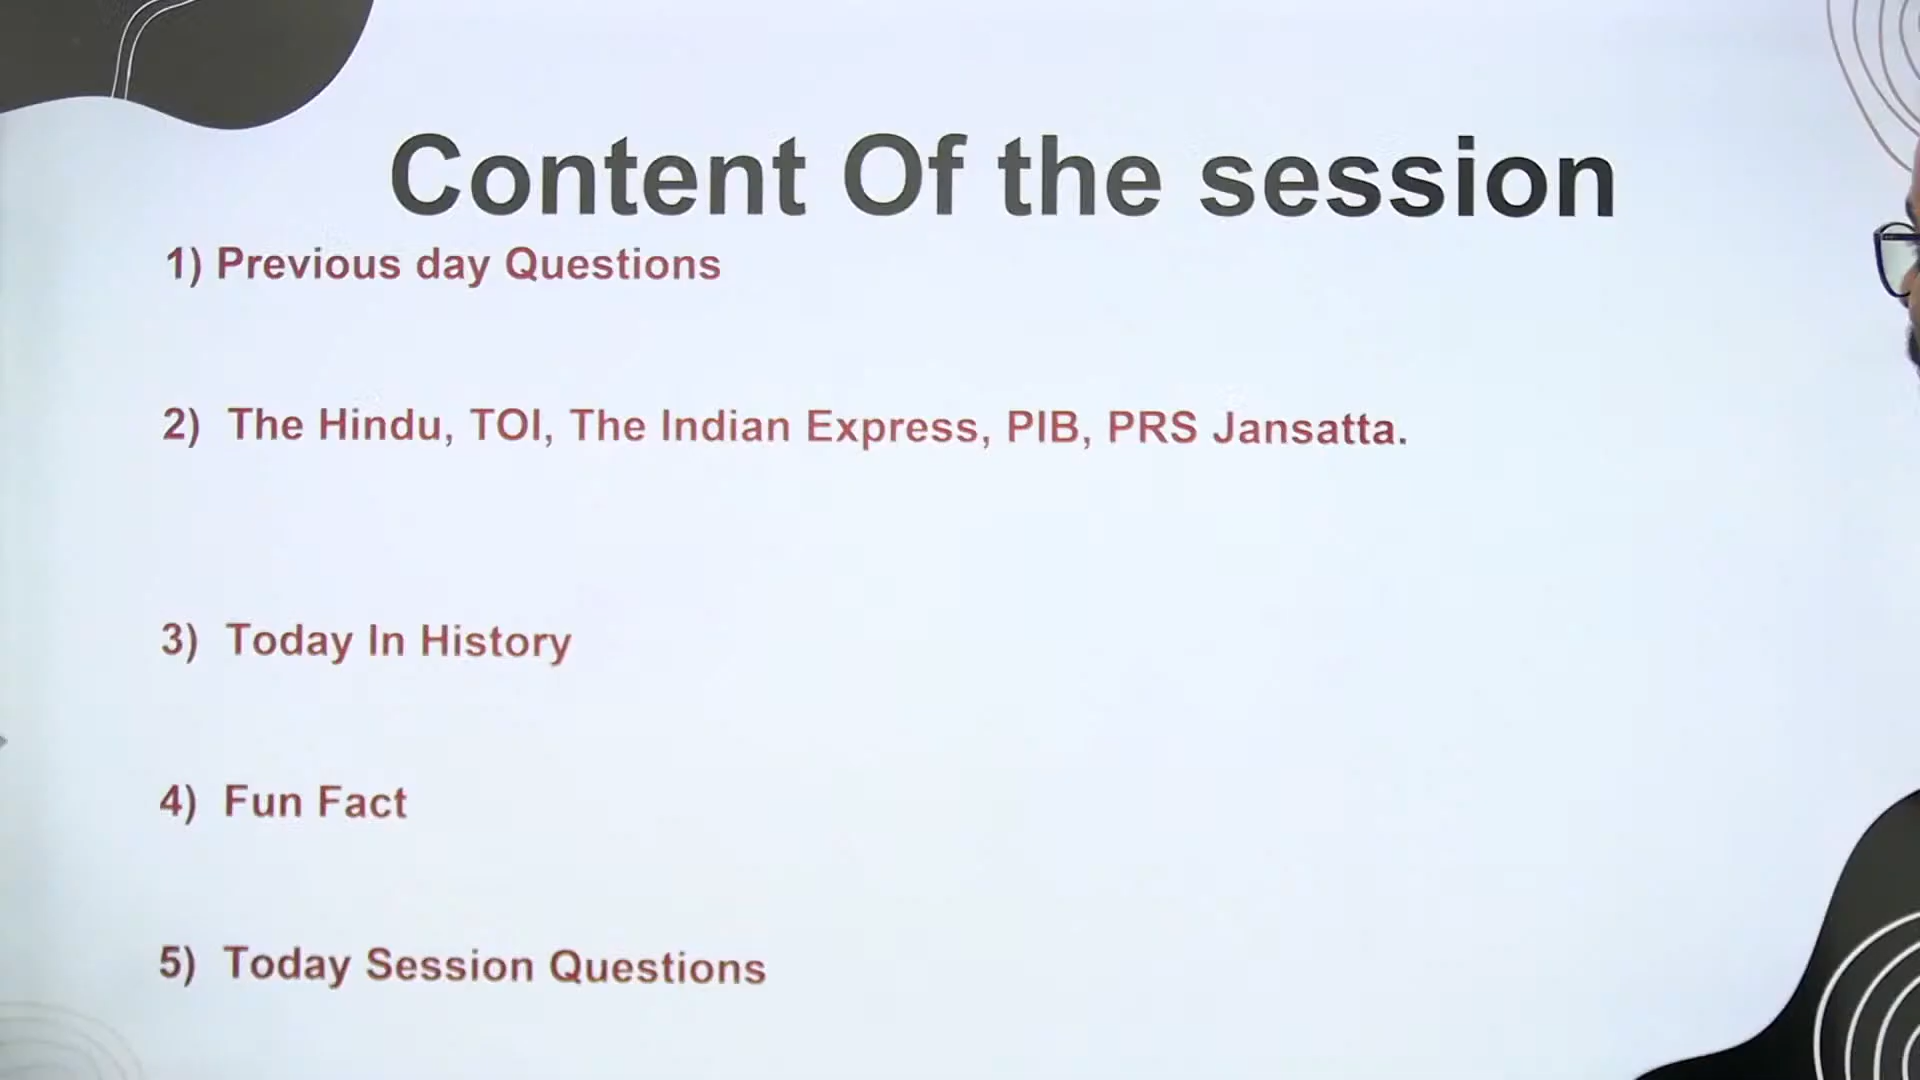 Content Of the session
1) Previous day Questions
2) The Hindu, TOI, The Indian Express, PIB, PRS Jansatta.
3) Today In History
4) Fun Fact
5) Today Session Questions